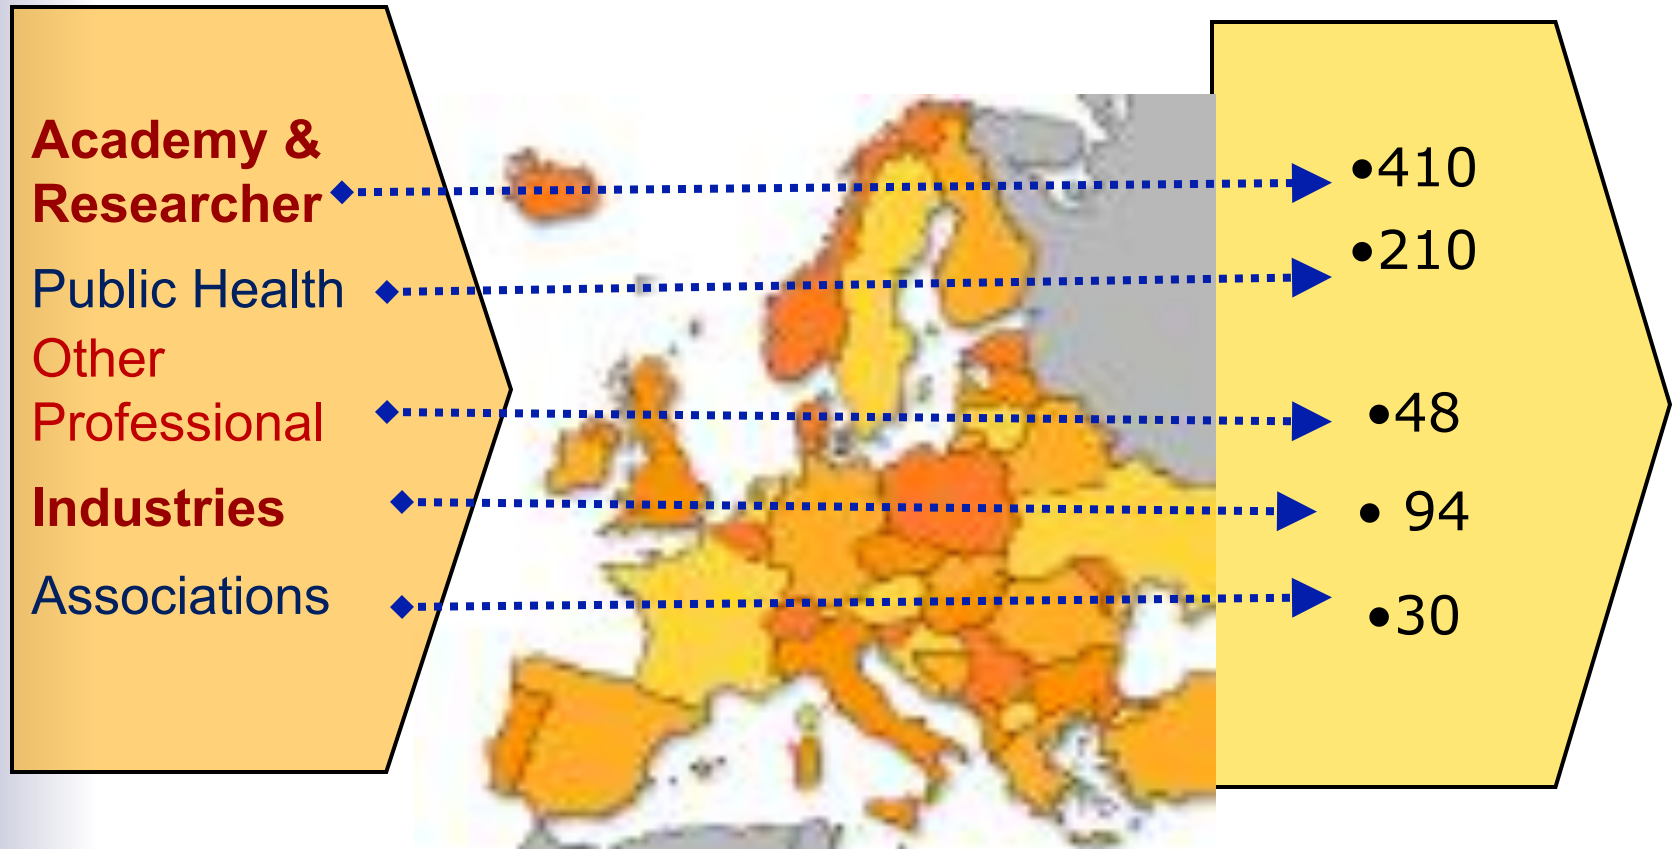 Academy &
Researcher
Public Health
Other
Professional
Industries
Associations
•410
•210
•48
• 94
•30